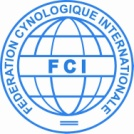 FEDERATION CYNOLOGIQUE INTERNATIONALE
FCI